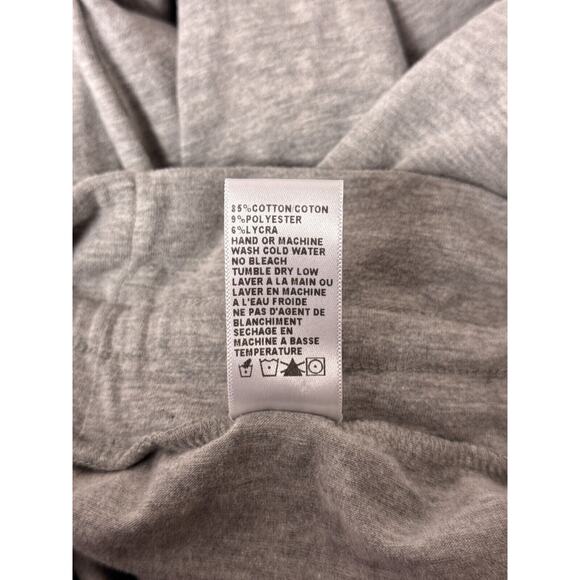 85%COTTON/COTON
9%POLYESTER
6%LYCRA
HAND OR MACHINE
WASH COLD WATER
NO BLEACH
TUMBLE DRY LOW
LAVER A LA MAIN OU
LAVER EN MACHINE
A L'EAU FROIDE
NE PAS D'AGENT DE
BLANCHIMENT
SECHAGE EN
MACHINE A BASSE
TEMPERATURE